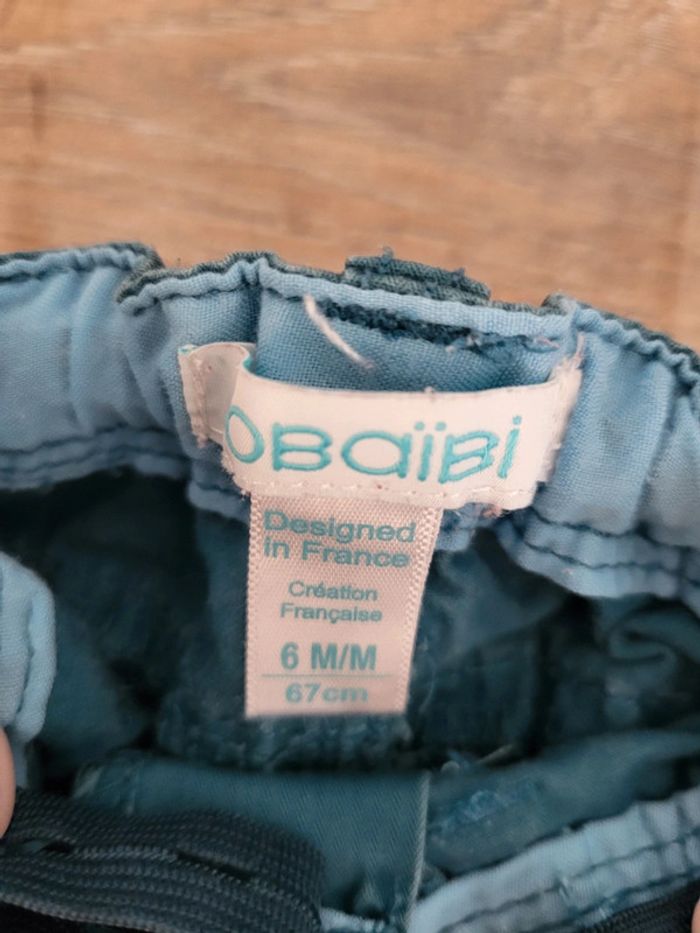 OBaïBi
Designed
in France
Création
Française
6 M/M
67cm